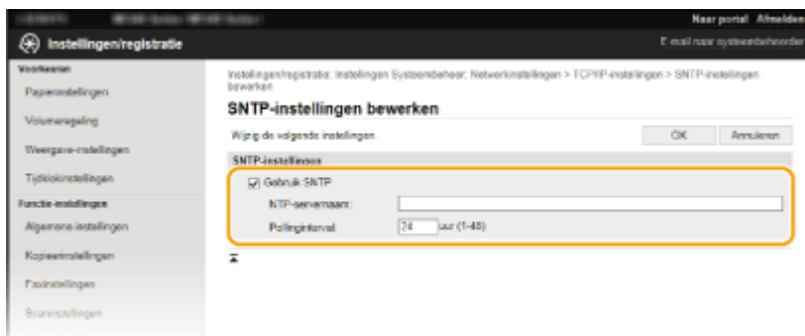 Naar portal Afmelden
Instellingen/registratie
E-mail naar systeembeheerder
Voorkeuren
Papierinstellingen
Volumeregeling
Weergave-instellingen
Tijdklokinstellingen
Functie-instellingen
Algemene instellingen
Kopieerinstellingen
Faxinstellingen
Scaninstellingen
Instellingen/registratie: Instellingen Systeembeheer: Netwerkinstellingen > TCP/IP-instellingen > SNTP-instellingen
bewerken
SNTP-instellingen bewerken
Wijzig de volgende instellingen.
OK Annuleren
SNTP-instellingen
Gebruik SNTP
NTP-servernaam:
Pollinginterval: 24 uur (1-48)